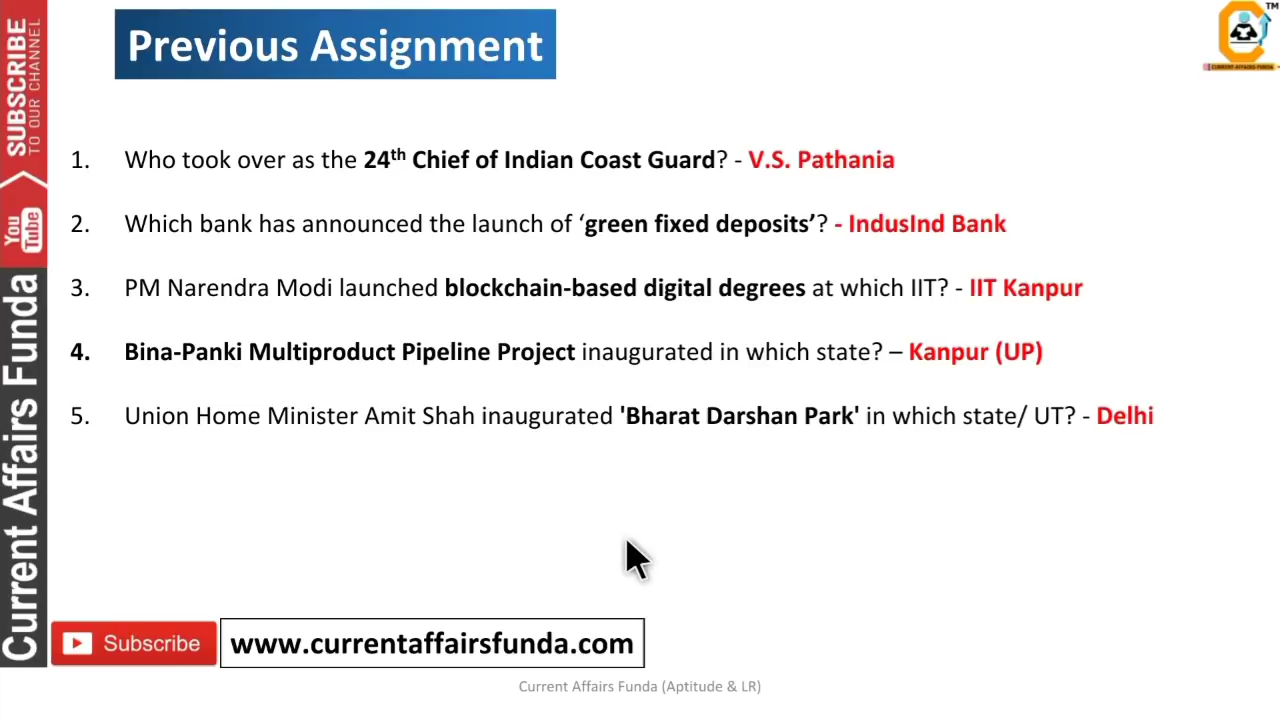 Previous Assignment
TM
CURRENT-AFFAIRS-FUNDA
SUBSCRIBE
TO OUR CHANNEL
You
Tube
Current Affairs Funda
1. Who took over as the 24th Chief of Indian Coast Guard? - V.S. Pathania
2. Which bank has announced the launch of ‘green fixed deposits’? - IndusInd Bank
3. PM Narendra Modi launched blockchain-based digital degrees at which IIT? - IIT Kanpur
4. Bina-Panki Multiproduct Pipeline Project inaugurated in which state? – Kanpur (UP)
5. Union Home Minister Amit Shah inaugurated 'Bharat Darshan Park' in which state/ UT? - Delhi
Subscribe
www.currentaffairsfunda.com
Current Affairs Funda (Aptitude & LR)